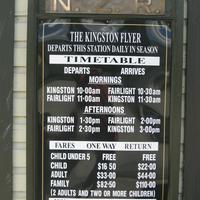 N
THE KINGSTON FLYER
DEPARTS THIS STATION DAILY IN SEASON
TIMETABLE
DEPARTS ARRIVES
MORNINGS
KINGSTON 10-00am FAIRLIGHT 10-30am
FAIRLIGHT 11-00am KINGSTON 11-30am
AFTERNOONS
KINGSTON 1-30pm FAIRLIGHT 2-00pm
FAIRLIGHT 2-30pm KINGSTON 3-00pm
FARES ONE WAY RETURN
CHILD UNDER 5 FREE FREE
CHILD $16 50 $22-00
ADULT $33-00 $44-00
FAMILY $82-50 $110-00
(2 ADULTS AND TWO OR MORE CHILDREN)